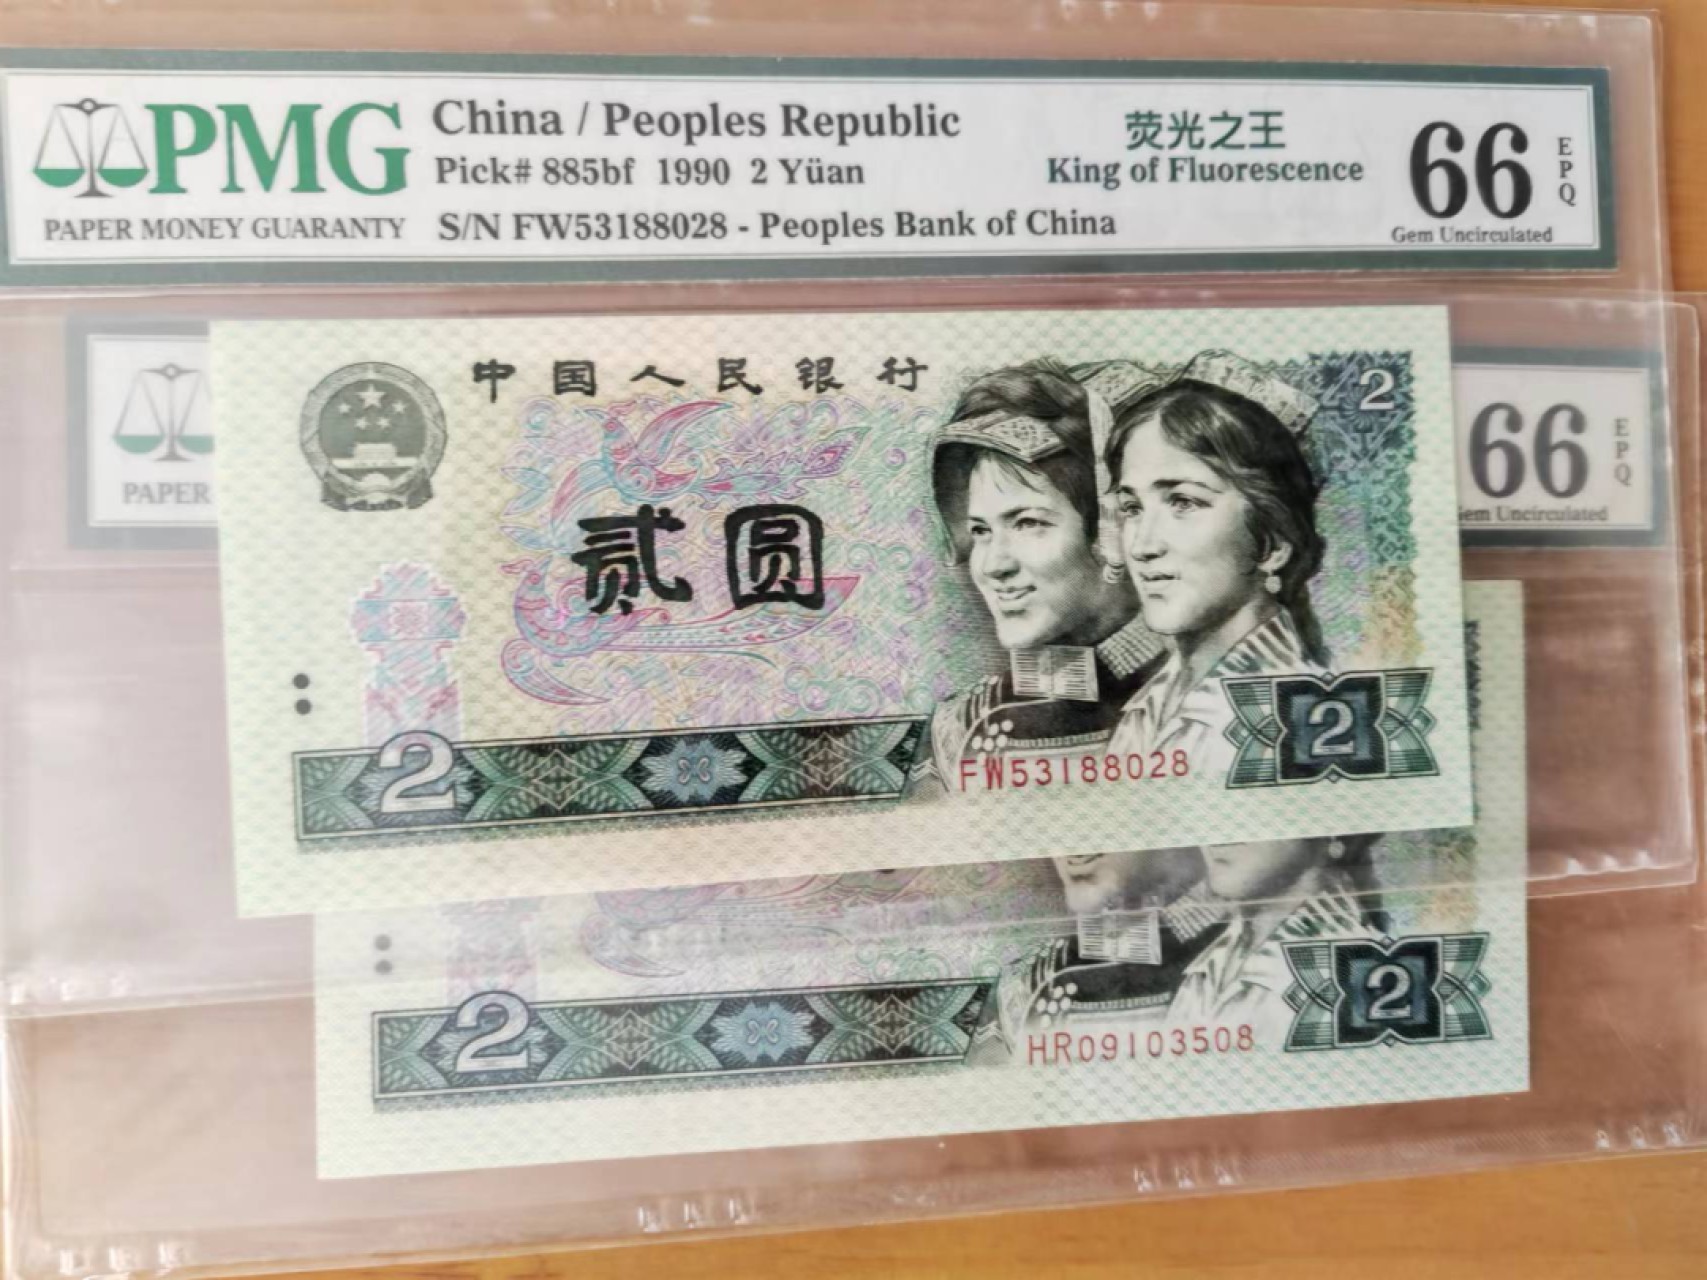 PMG
PAPER MONEY GUARANTY
China / Peoples Republic
Pick# 885bf 1990 2 Yüan
S/N FW53188028 - Peoples Bank of China
荧光之王
King of Fluorescence
66
EPQ
Gem Uncirculated
PAPER
66
EPQ
Gem Uncirculated
中国人民银行
2
贰圆
2
FW53188028
2
2
HR09103508
2